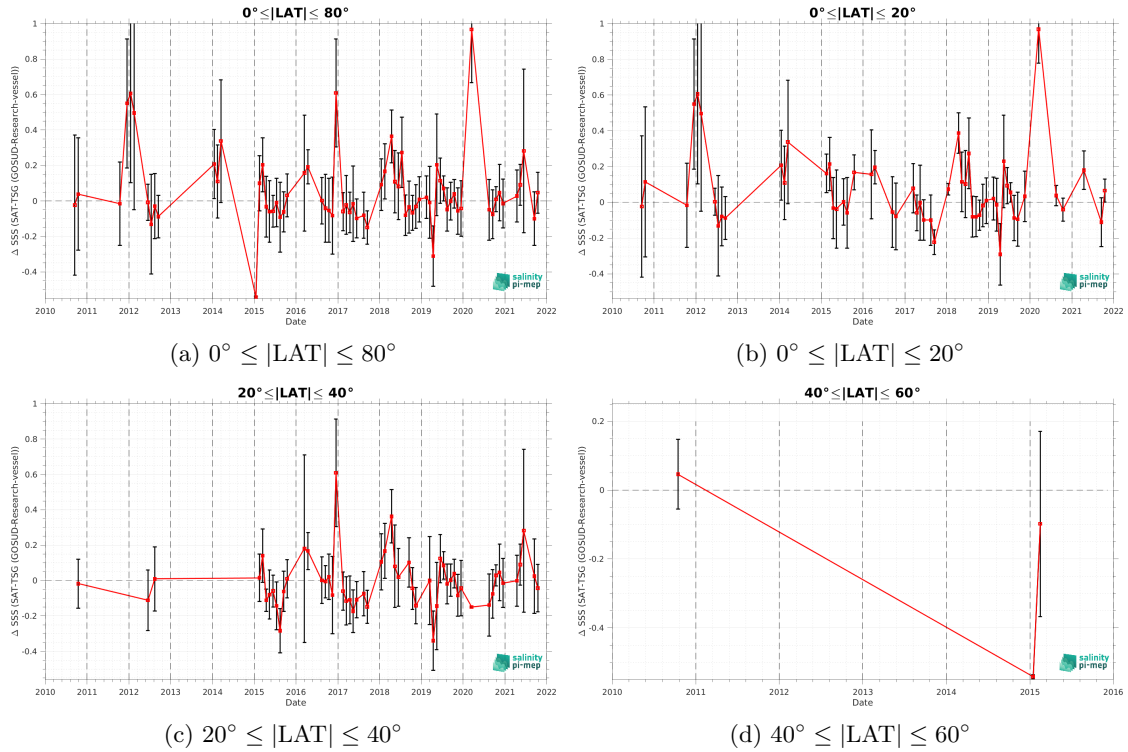 0°≤|LAT|≤ 80°
Δ SSS (SAT-TSG (GOSUD-Research-vessel))
1
0.8
0.6
0.4
0.2
0
-0.2
-0.4
salinity
pi-mep
2010 2011 2012 2013 2014 2015 2016 2017 2018 2019 2020 2021 2022
Date
(a) 0° ≤ |LAT| ≤ 80°
0°≤|LAT|≤ 20°
Δ SSS (SAT-TSG (GOSUD-Research-vessel))
1
0.8
0.6
0.4
0.2
0
-0.2
-0.4
salinity
pi-mep
2010 2011 2012 2013 2014 2015 2016 2017 2018 2019 2020 2021 2022
Date
(b) 0° ≤ |LAT| ≤ 20°
20°≤|LAT|≤ 40°
Δ SSS (SAT-TSG (GOSUD-Research-vessel))
1
0.8
0.6
0.4
0.2
0
-0.2
-0.4
salinity
pi-mep
2010 2011 2012 2013 2014 2015 2016 2017 2018 2019 2020 2021 2022
Date
(c) 20° ≤ |LAT| ≤ 40°
40°≤|LAT|≤ 60°
Δ SSS (SAT-TSG (GOSUD-Research-vessel))
0.2
0
-0.2
-0.4
salinity
pi-mep
2010 2011 2012 2013 2014 2015 2016
Date
(d) 40° ≤ |LAT| ≤ 60°